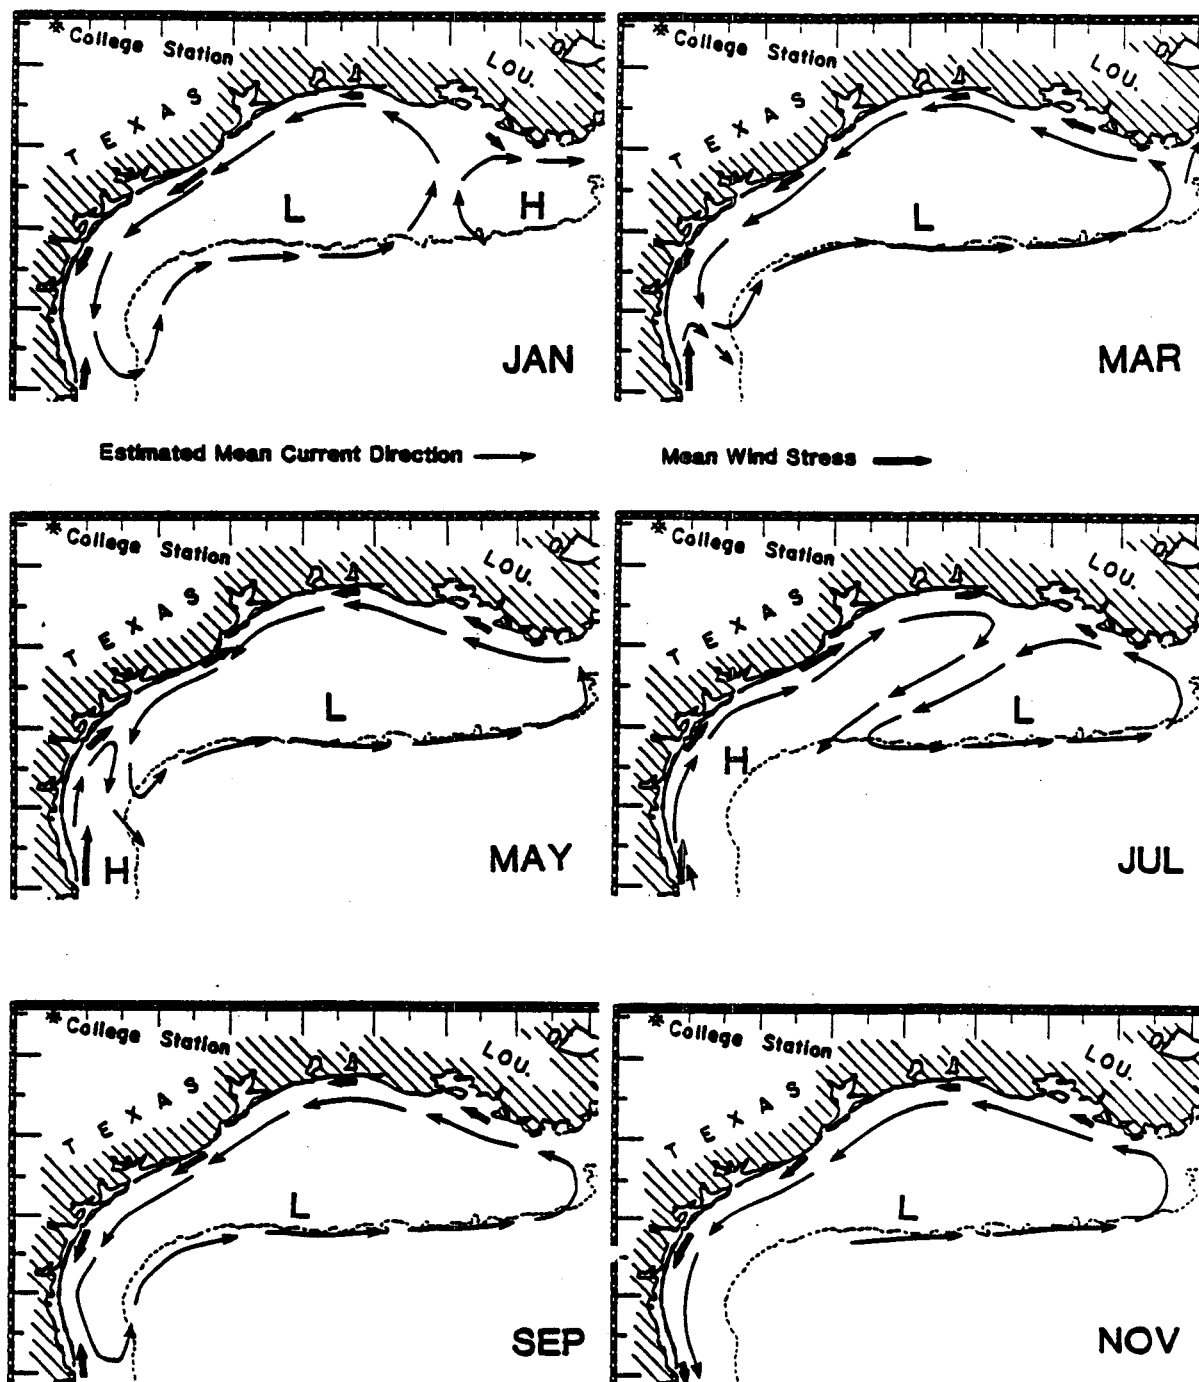 * College Station
LOU.
TEXAS
L
H
JAN
* College Station
LOU.
TEXAS
L
MAR
Estimated Mean Current Direction
Mean Wind Stress
* College Station
LOU.
TEXAS
L
H
MAY
* College Station
LOU.
TEXAS
L
H
JUL
* College Station
LOU.
TEXAS
L
SEP
* College Station
LOU.
TEXAS
L
NOV